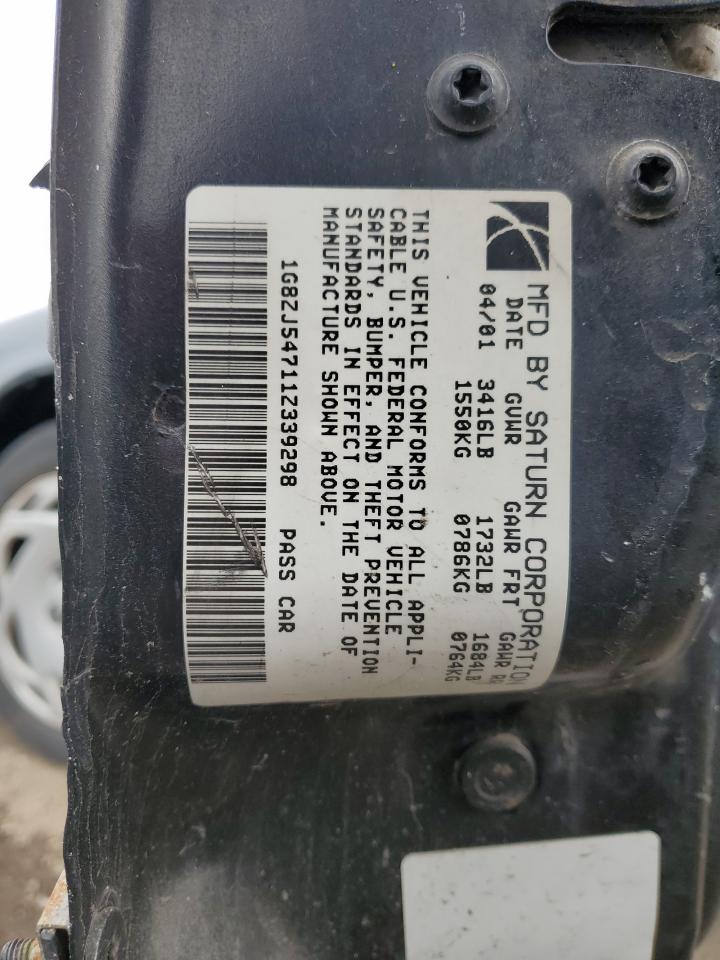 MFD BY SATURN CORPORATION
DATE GVWR GAWR FRT GAWR RR
04/01 3416LB 1732LB 1684LB
1550KG 0786KG 0764KG
THIS VEHICLE CONFORMS TO ALL APPLI-
CABLE U.S. FEDERAL MOTOR VEHICLE
SAFETY, BUMPER, AND THEFT PREVENTION
STANDARDS IN EFFECT ON THE DATE OF
MANUFACTURE SHOWN ABOVE.
1G8ZJ54711Z339298 PASS CAR